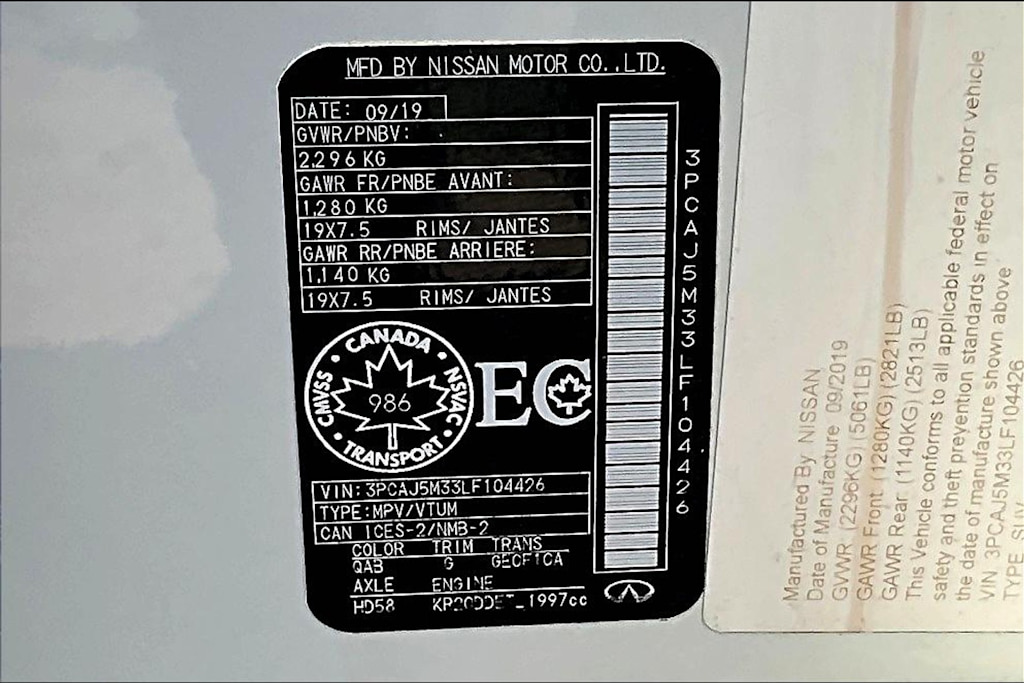 MFD BY NISSAN MOTOR CO.,LTD.
DATE: 09/19
GVWR/PNBV:
2,296 KG
GAWR FR/PNBE AVANT:
1,280 KG
19X7.5 RIMS/ JANTES
GAWR RR/PNBE ARRIERE:
1,140 KG
19X7.5 RIMS/ JANTES
CANADA
CMVSS
NSVAC
986
TRANSPORT
EC
VIN:3PCAJ5M33LF104426
TYPE:MPV/VTUM
CAN ICES-2/NMB-2
COLOR TRIM TRANS
QAB G
AXLE ENGINE
HD58 1997cc
3PCAJ5M33LF104426
Manufactured By NISSAN
Date of Manufacture 09/2019
GVWR (2296KG) (5061LB)
GAWR Front (1280KG) (2821LB)
GAWR Rear (1140KG) (2513LB)
This Vehicle conforms to all applicable federal motor vehicle
safety and theft prevention standards in effect on
the date of manufacture shown above
VIN 3PCAJ5M33LF104426
TYPE SUV